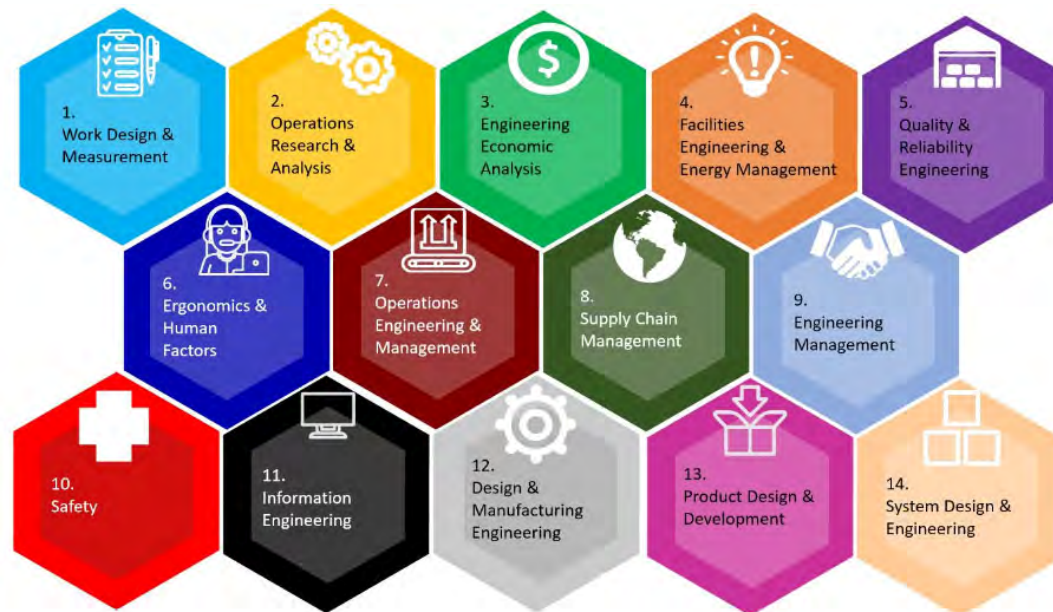 1.
Work Design &
Measurement
2.
Operations
Research &
Analysis
3.
Engineering
Economic
Analysis
4.
Facilities
Engineering &
Energy Management
5.
Quality &
Reliability
Engineering
6.
Ergonomics &
Human
Factors
7.
Operations
Engineering &
Management
8.
Supply Chain
Management
9.
Engineering
Management
10.
Safety
11.
Information
Engineering
12.
Design &
Manufacturing
Engineering
13.
Product Design &
Development
14.
System Design &
Engineering